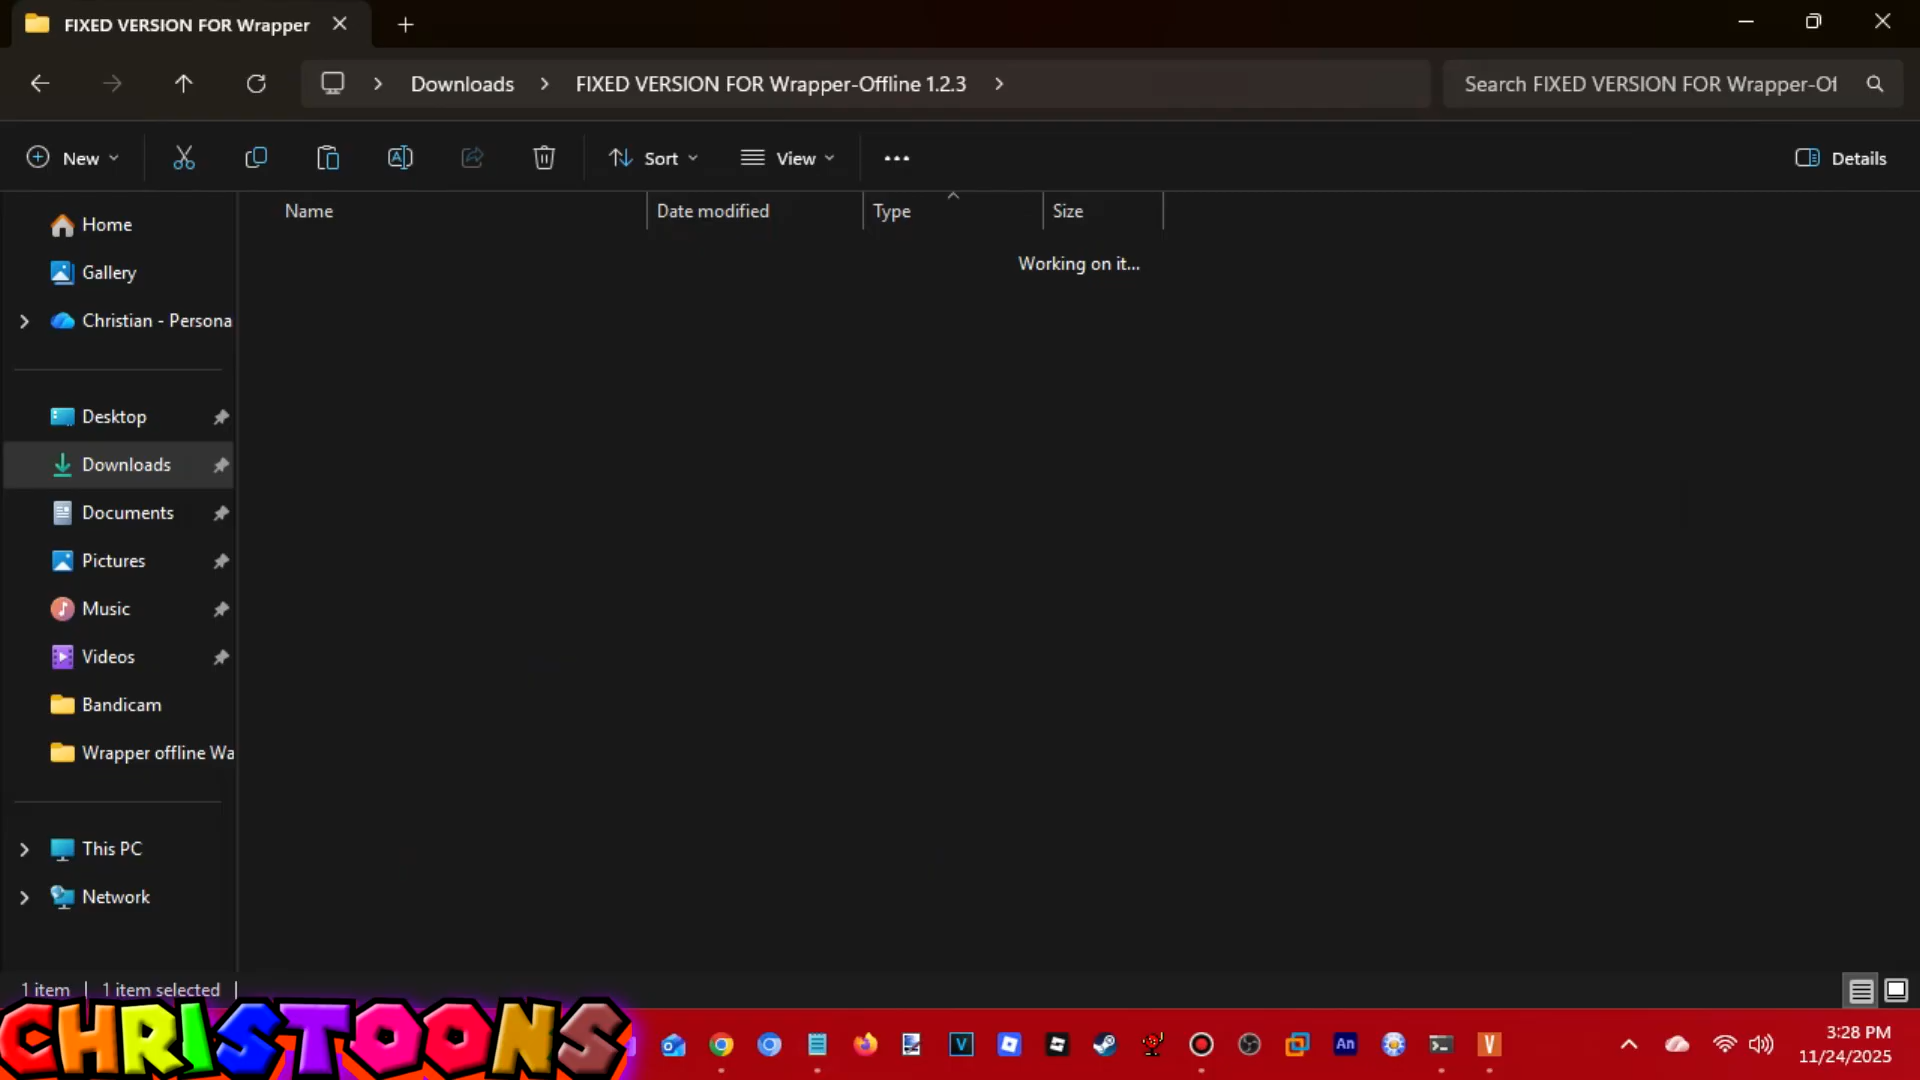 FIXED VERSION FOR Wrapper
Downloads
FIXED VERSION FOR Wrapper-Offline 1.2.3
Search FIXED VERSION FOR Wrapper-Of
New
Sort
View
Details
Name
Date modified
Type
Size
Working on it...
Home
Gallery
Christian - Persona
Desktop
Downloads
Documents
Pictures
Music
Videos
Bandicam
Wrapper offline Wa
This PC
Network
1 item
1 item selected
CHRISTOONS
V
An
V
3:28 PM
11/24/2025